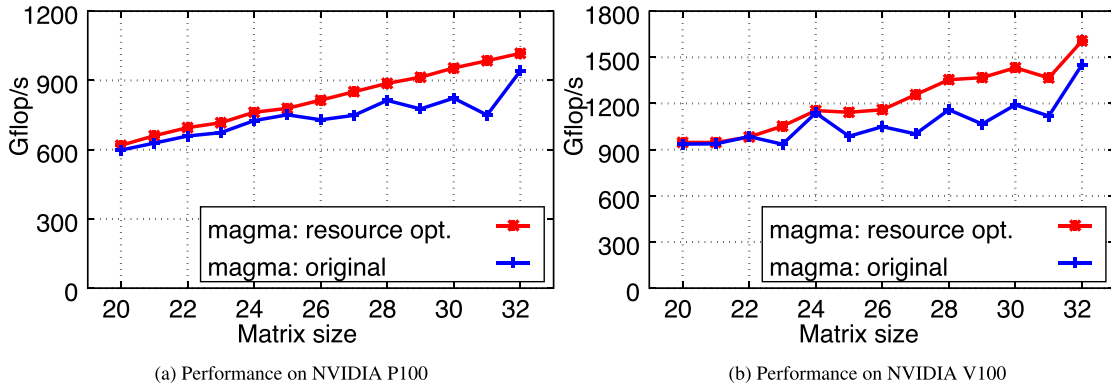 1200
900
600
300
0
Gflop/s
magma: resource opt.
magma: original
20 22 24 26 28 30 32
Matrix size
(a) Performance on NVIDIA P100
1800
1500
1200
900
600
300
0
Gflop/s
magma: resource opt.
magma: original
20 22 24 26 28 30 32
Matrix size
(b) Performance on NVIDIA V100